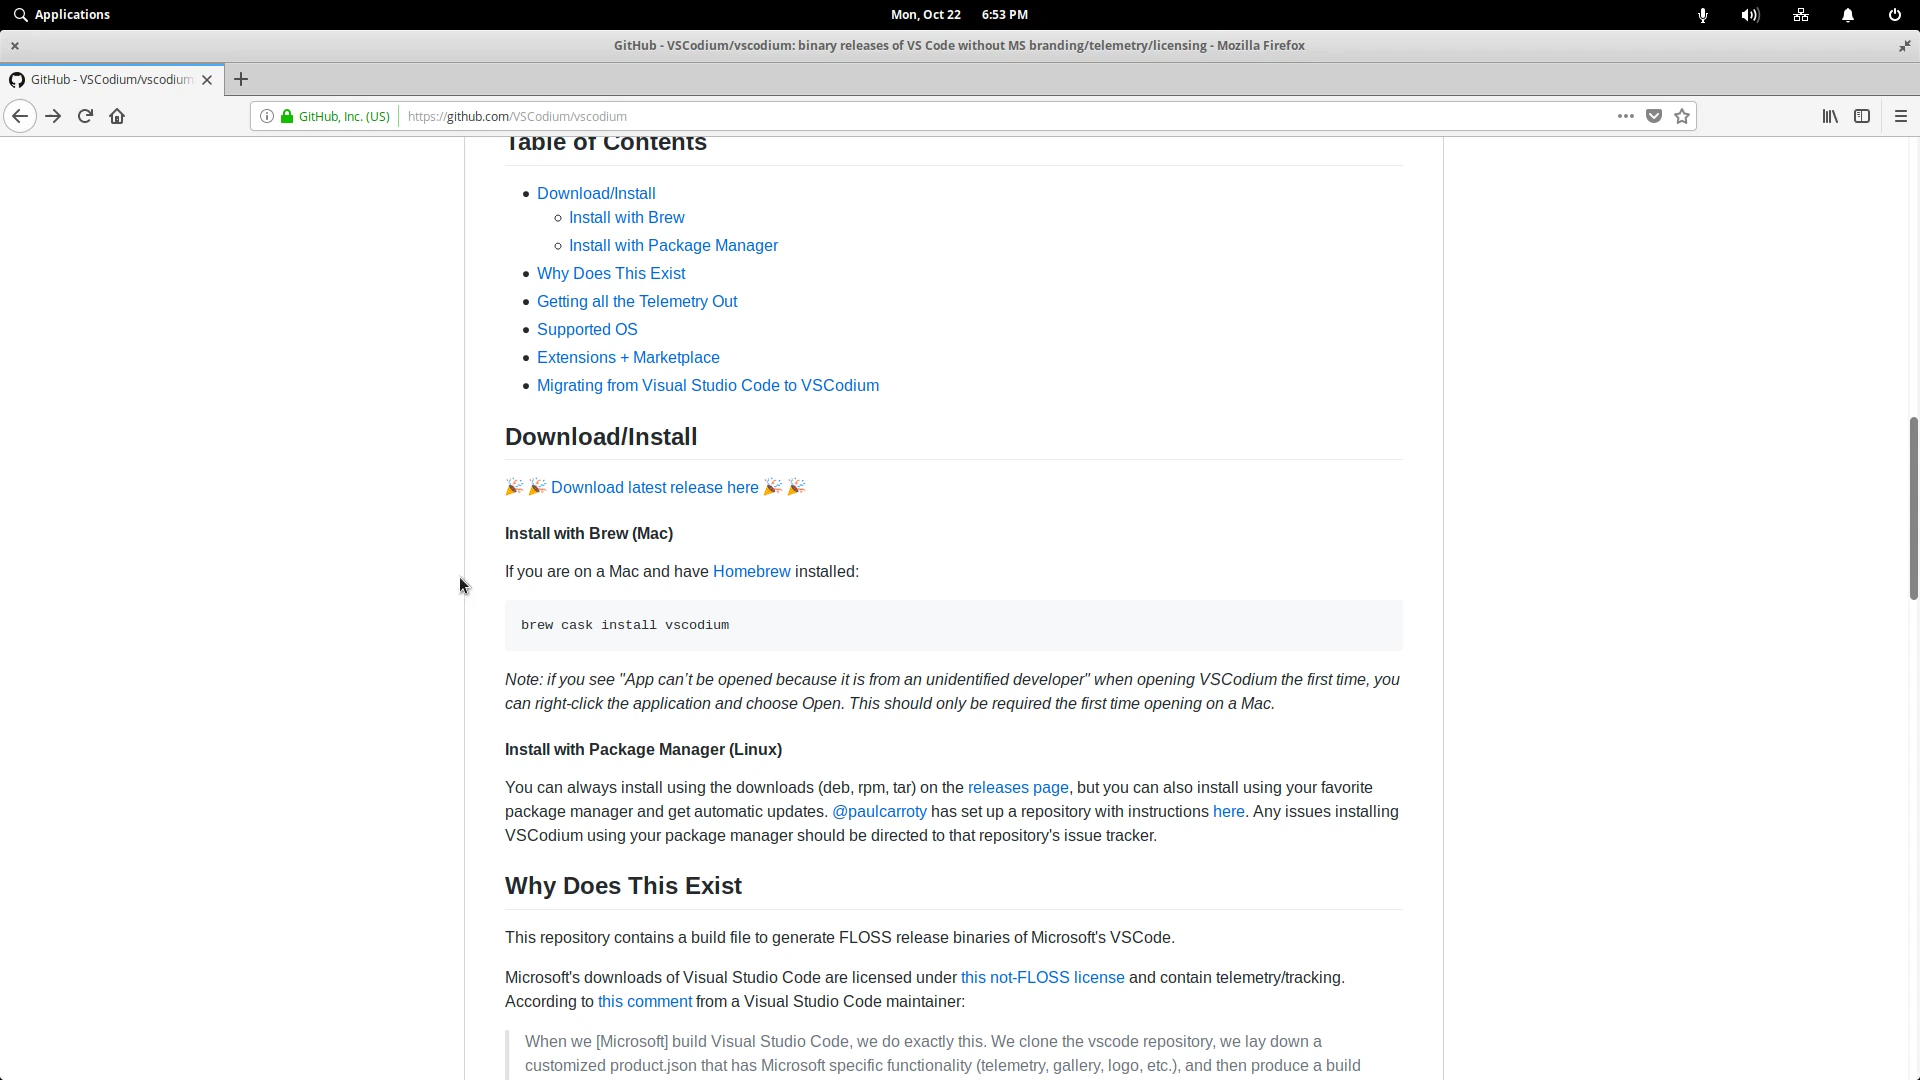 Applications
Mon, Oct 22 6:53 PM
GitHub - VSCodium/vscodium: binary releases of VS Code without MS branding/telemetry/licensing - Mozilla Firefox
GitHub - VSCodium/vscodium
GitHub, Inc. (US) https://github.com/VSCodium/vscodium
Table of Contents
Download/Install
Install with Brew
Install with Package Manager
Why Does This Exist
Getting all the Telemetry Out
Supported OS
Extensions + Marketplace
Migrating from Visual Studio Code to VSCodium
Download/Install
🎉 🎉 Download latest release here 🎉 🎉
Install with Brew (Mac)
If you are on a Mac and have Homebrew installed:
brew cask install vscodium
Note: if you see "App can't be opened because it is from an unidentified developer" when opening VSCodium the first time, you
can right-click the application and choose Open. This should only be required the first time opening on a Mac.
Install with Package Manager (Linux)
You can always install using the downloads (deb, rpm, tar) on the releases page, but you can also install using your favorite
package manager and get automatic updates. @paulcarroty has set up a repository with instructions here. Any issues installing
VSCodium using your package manager should be directed to that repository's issue tracker.
Why Does This Exist
This repository contains a build file to generate FLOSS release binaries of Microsoft's VSCode.
Microsoft's downloads of Visual Studio Code are licensed under this not-FLOSS license and contain telemetry/tracking.
According to this comment from a Visual Studio Code maintainer:
When we [Microsoft] build Visual Studio Code, we do exactly this. We clone the vscode repository, we lay down a
customized product.json that has Microsoft specific functionality (telemetry, gallery, logo, etc.), and then produce a build